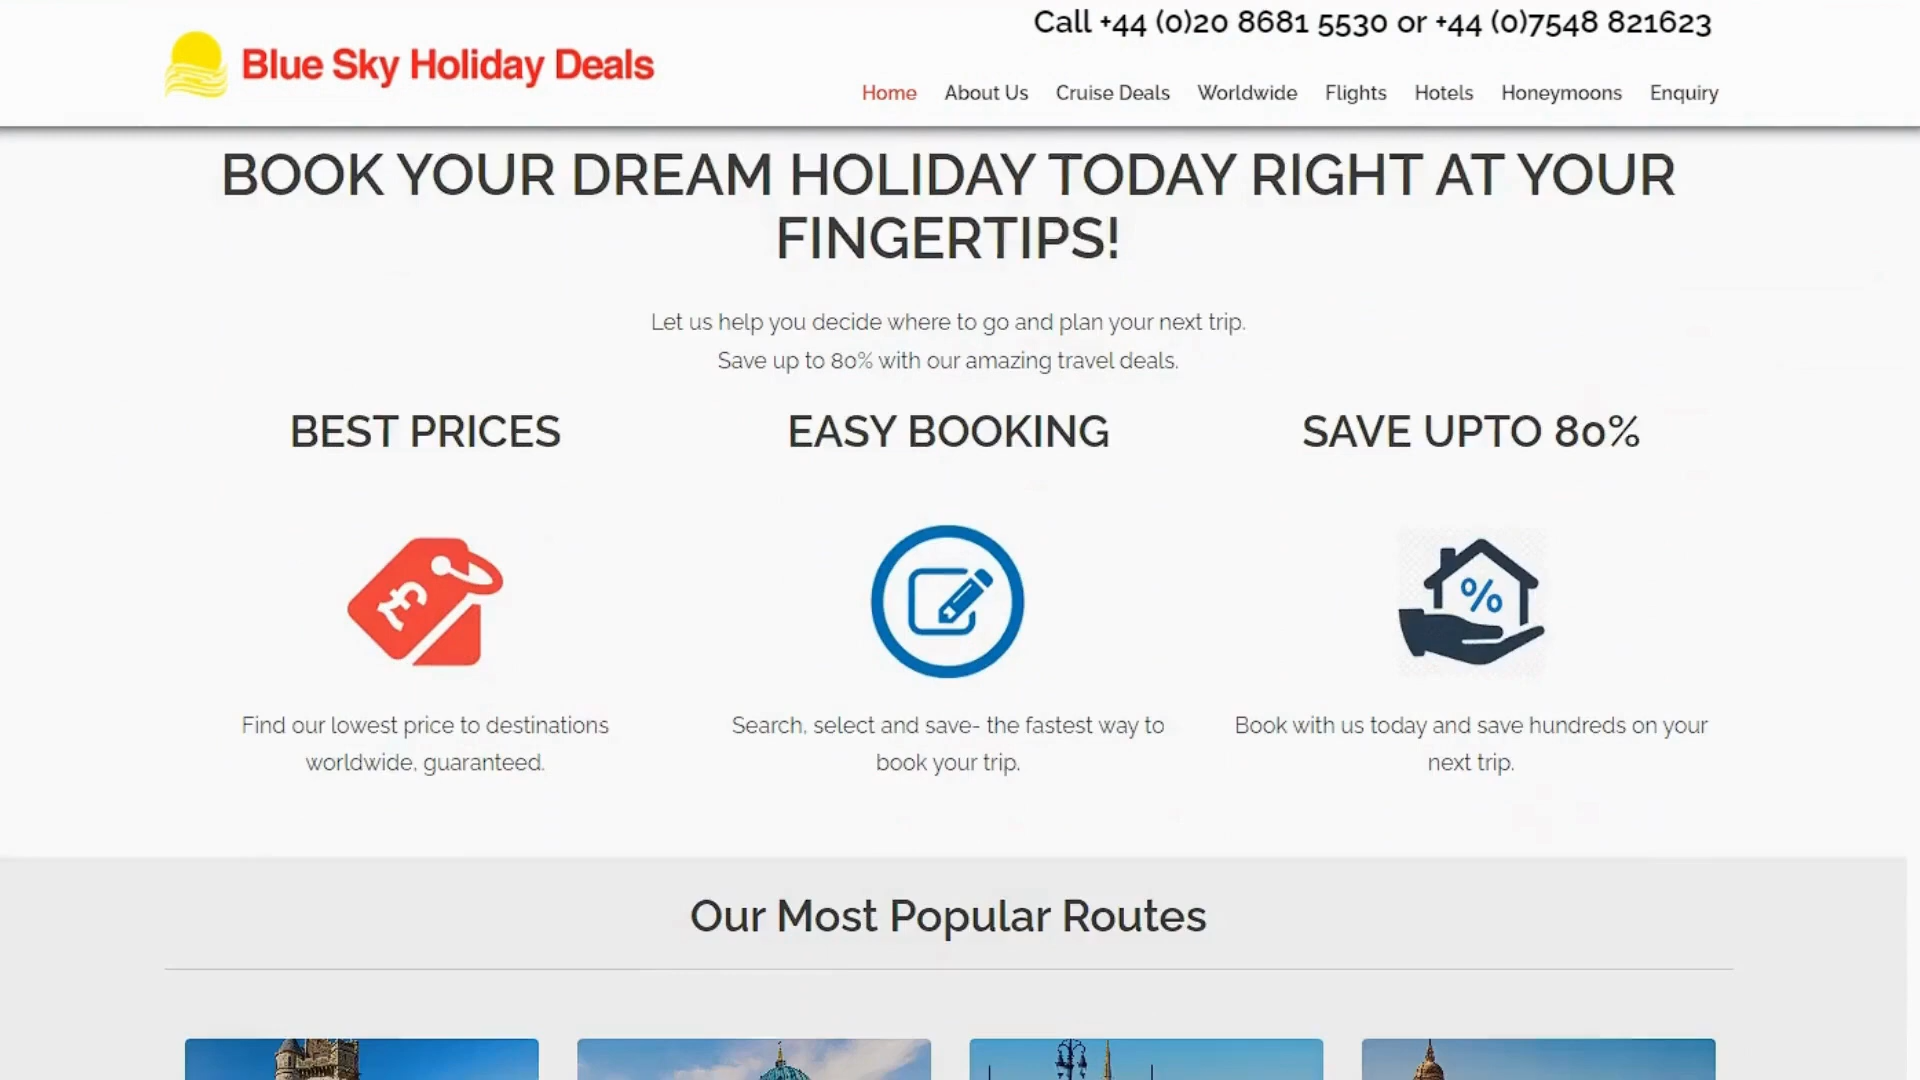 Call +44 (0)20 8681 5530 or +44 (0)7548 821623
Blue Sky Holiday Deals
Home About Us Cruise Deals Worldwide Flights Hotels Honeymoons Enquiry
BOOK YOUR DREAM HOLIDAY TODAY RIGHT AT YOUR
FINGERTIPS!
Let us help you decide where to go and plan your next trip.
Save up to 80% with our amazing travel deals.
BEST PRICES
£
Find our lowest price to destinations
worldwide, guaranteed.
EASY BOOKING
Search, select and save- the fastest way to
book your trip.
SAVE UPTO 80%
%
Book with us today and save hundreds on your
next trip.
Our Most Popular Routes